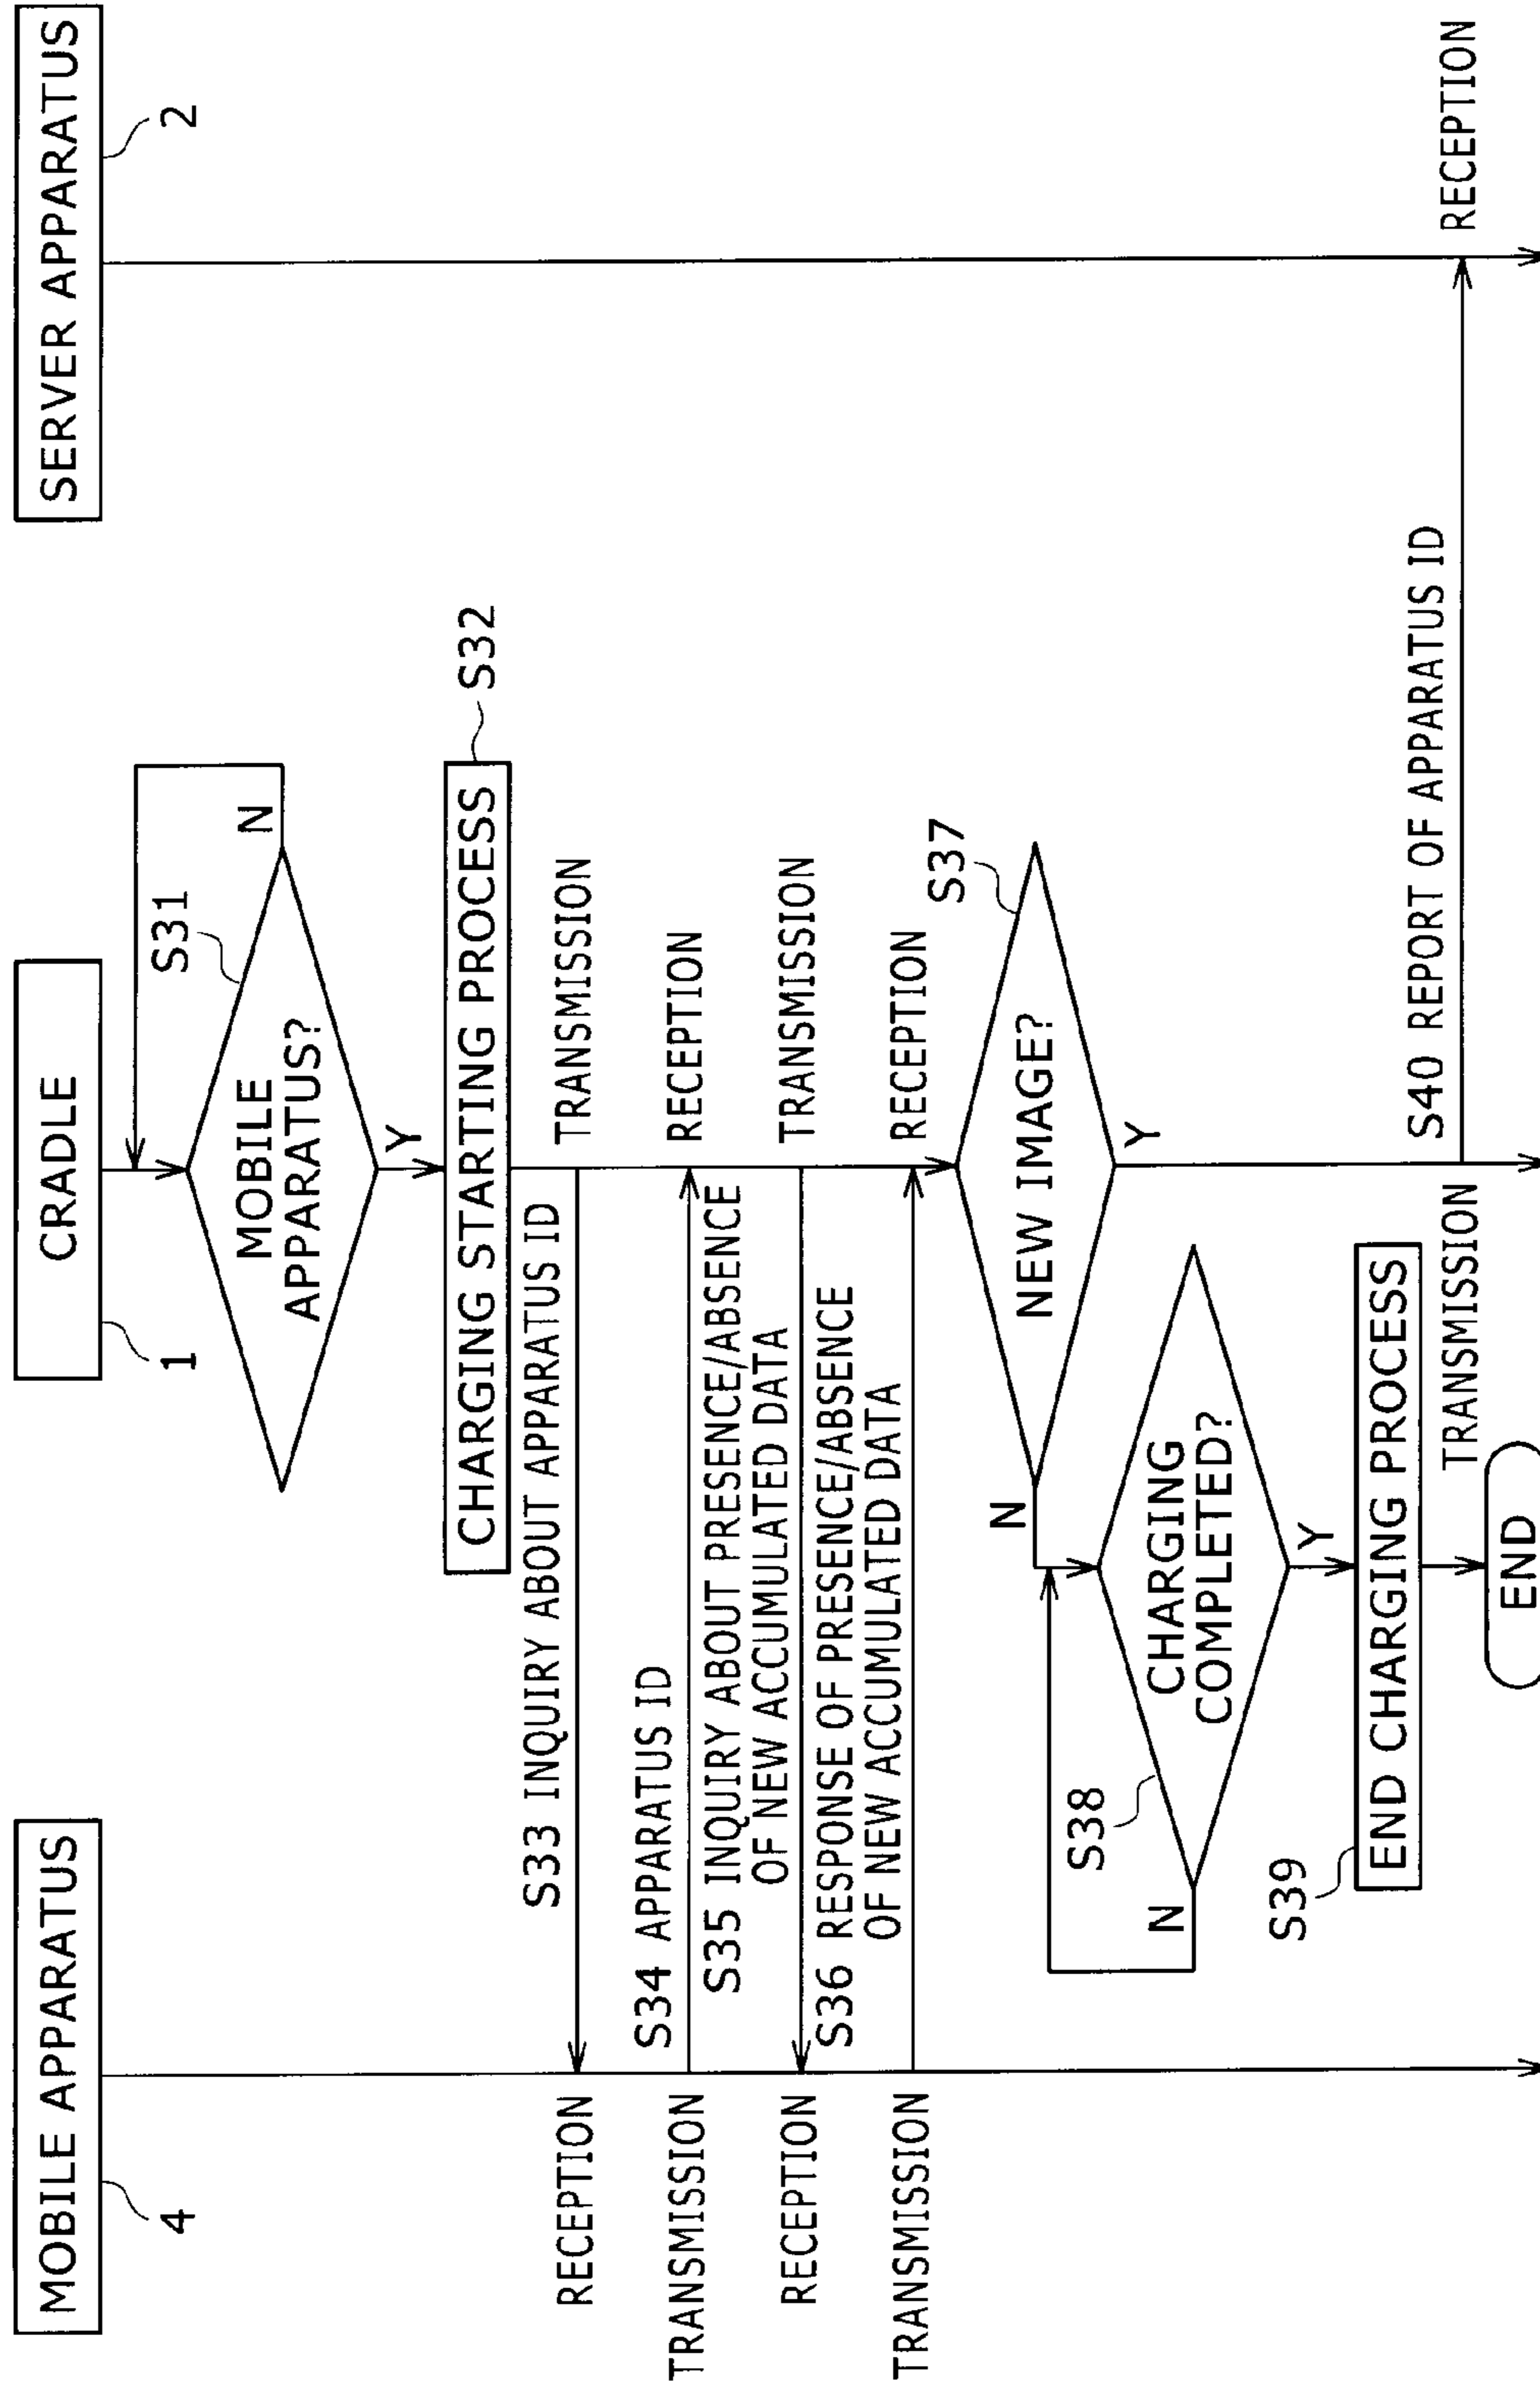 MOBILE APPARATUS
CRADLE
SERVER APPARATUS
4
1
2
S31
MOBILE
APPARATUS?
N
Y
CHARGING STARTING PROCESS
S32
S33 INQUIRY ABOUT APPARATUS ID
RECEPTION
TRANSMISSION
S34 APPARATUS ID
TRANSMISSION
RECEPTION
S35 INQUIRY ABOUT PRESENCE/ABSENCE
OF NEW ACCUMULATED DATA
RECEPTION
TRANSMISSION
S36 RESPONSE OF PRESENCE/ABSENCE
OF NEW ACCUMULATED DATA
TRANSMISSION
RECEPTION
S37
NEW IMAGE?
N
Y
S38
CHARGING
COMPLETED?
N
Y
S39
END CHARGING PROCESS
S40 REPORT OF APPARATUS ID
TRANSMISSION
RECEPTION
END